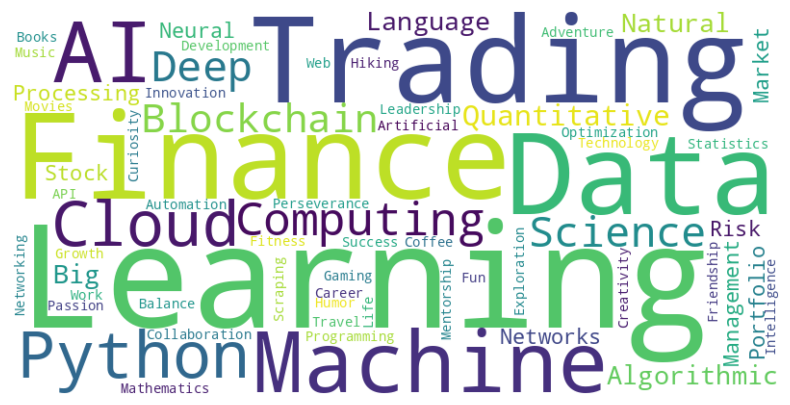 Books
Music
AI
Neural
Development
Deep
Trading
Language
Adventure
Natural
Market
Web
Hiking
Processing
Innovation
Movies
Curiosity
Blockchain
Leadership
Artificial
Quantitative
Optimization
Technology
Statistics
Finance
Data
Stock
API
Automation
Perseverance
Cloud
Computing
Science
Risk
Fitness
Success
Coffee
Networking
Growth
Big
Work
Passion
Balance
Learning
Scraping
Gaming
Career
Humor
Life
Travel
Mentorship
Fun
Exploration
Creativity
Friendship
Management
Portfolio
Intelligence
Python
Collaboration
Mathematics
Programming
Machine
Networks
Algorithmic